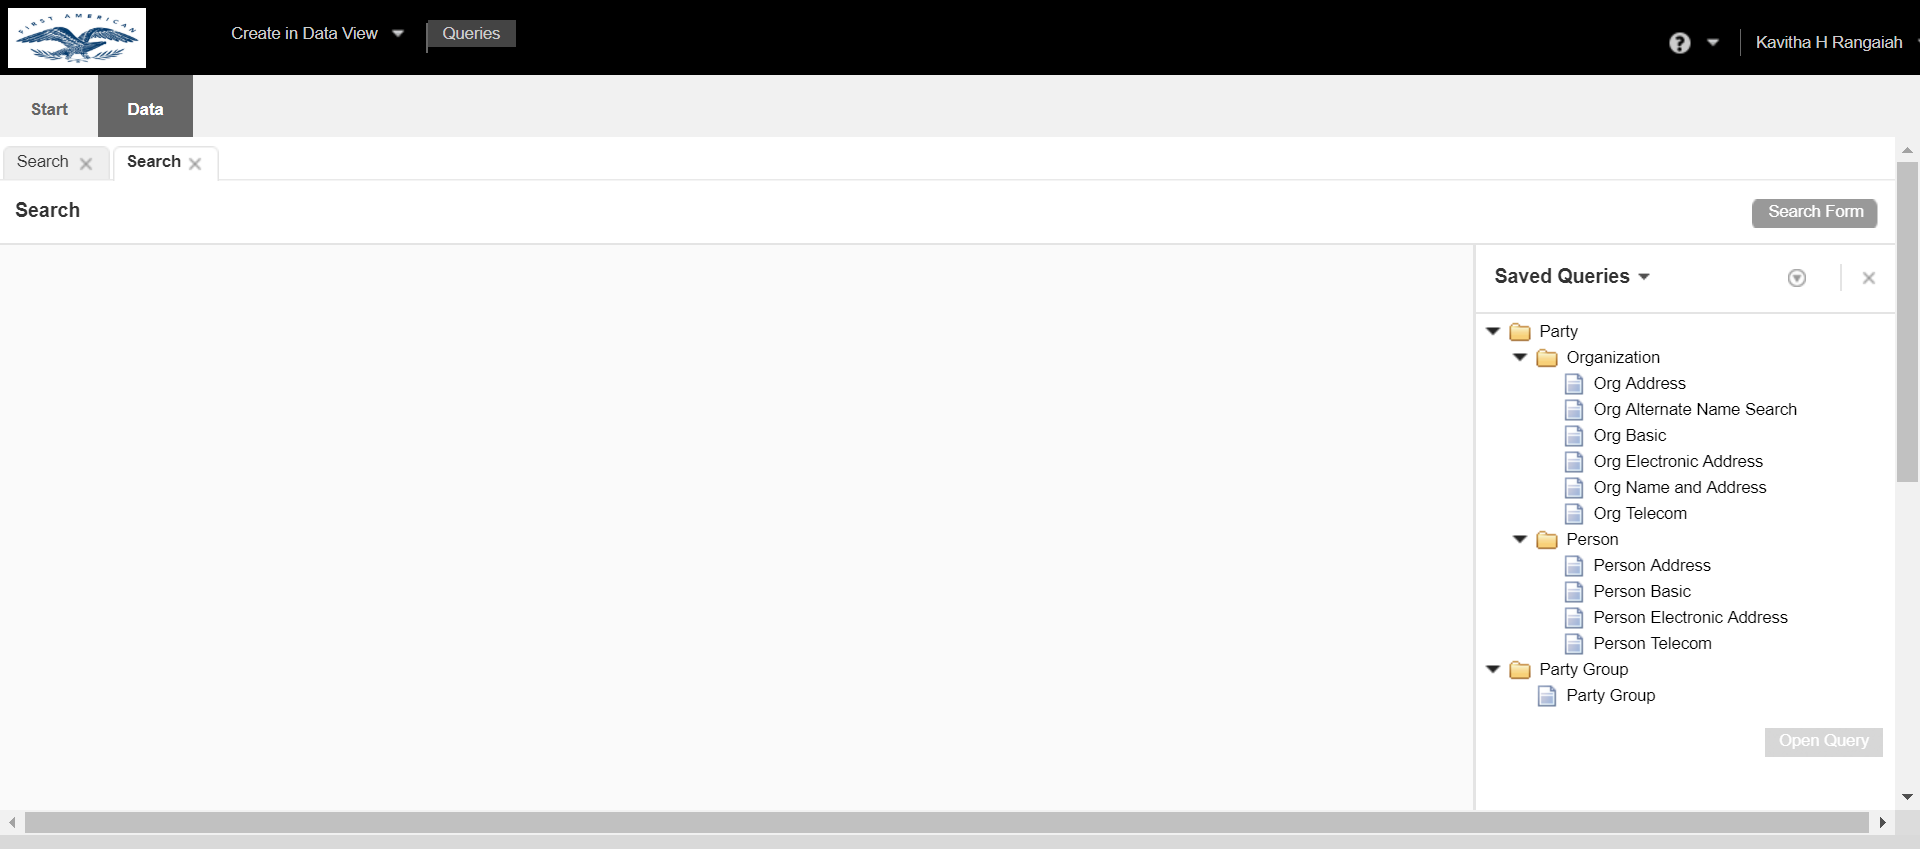 FIRST AMERICAN
Create in Data View
Queries
?
Kavitha H Rangaiah
Start
Data
Search
Search
Search
Search Form
Saved Queries
Party
Organization
Org Address
Org Alternate Name Search
Org Basic
Org Electronic Address
Org Name and Address
Org Telecom
Person
Person Address
Person Basic
Person Electronic Address
Person Telecom
Party Group
Party Group
Open Query